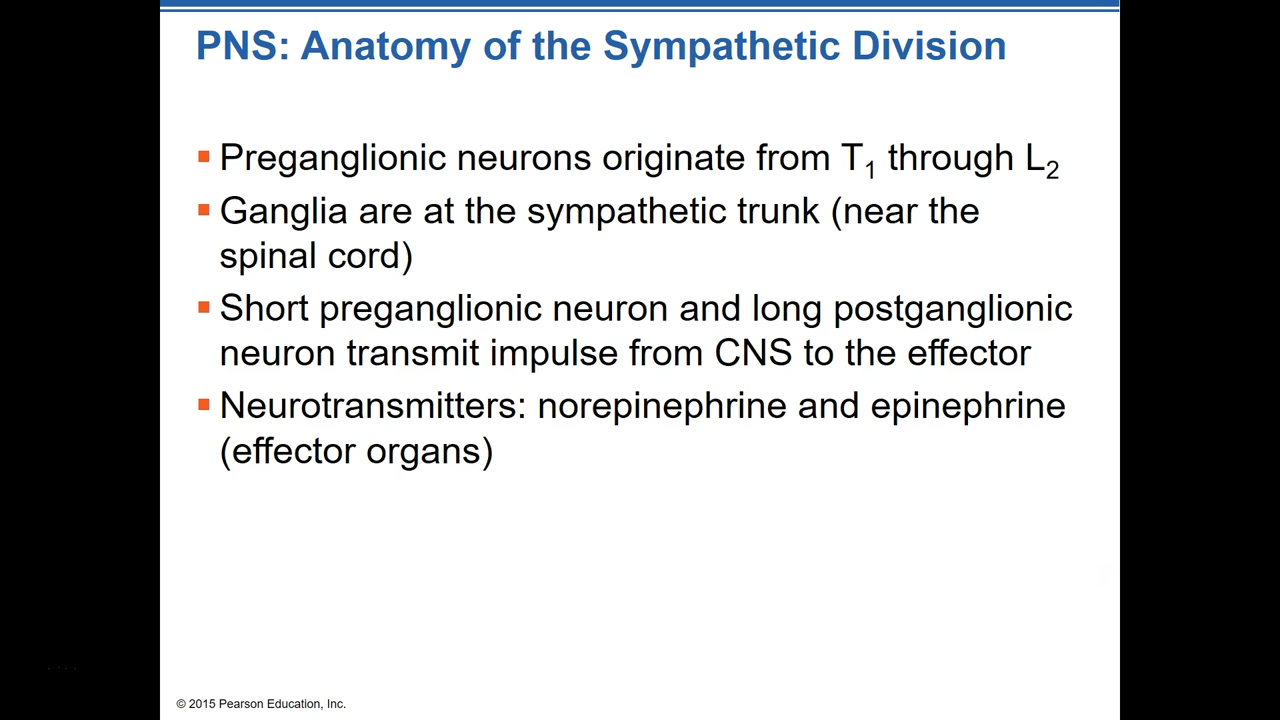 PNS: Anatomy of the Sympathetic Division
▪ Preganglionic neurons originate from T₁ through L₂
▪ Ganglia are at the sympathetic trunk (near the
spinal cord)
▪ Short preganglionic neuron and long postganglionic
neuron transmit impulse from CNS to the effector
▪ Neurotransmitters: norepinephrine and epinephrine
(effector organs)
© 2015 Pearson Education, Inc.